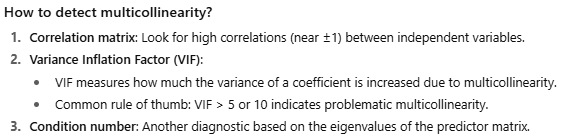 How to detect multicollinearity?
1. Correlation matrix: Look for high correlations (near ±1) between independent variables.
2. Variance Inflation Factor (VIF):
• VIF measures how much the variance of a coefficient is increased due to multicollinearity.
• Common rule of thumb: VIF > 5 or 10 indicates problematic multicollinearity.
3. Condition number: Another diagnostic based on the eigenvalues of the predictor matrix.